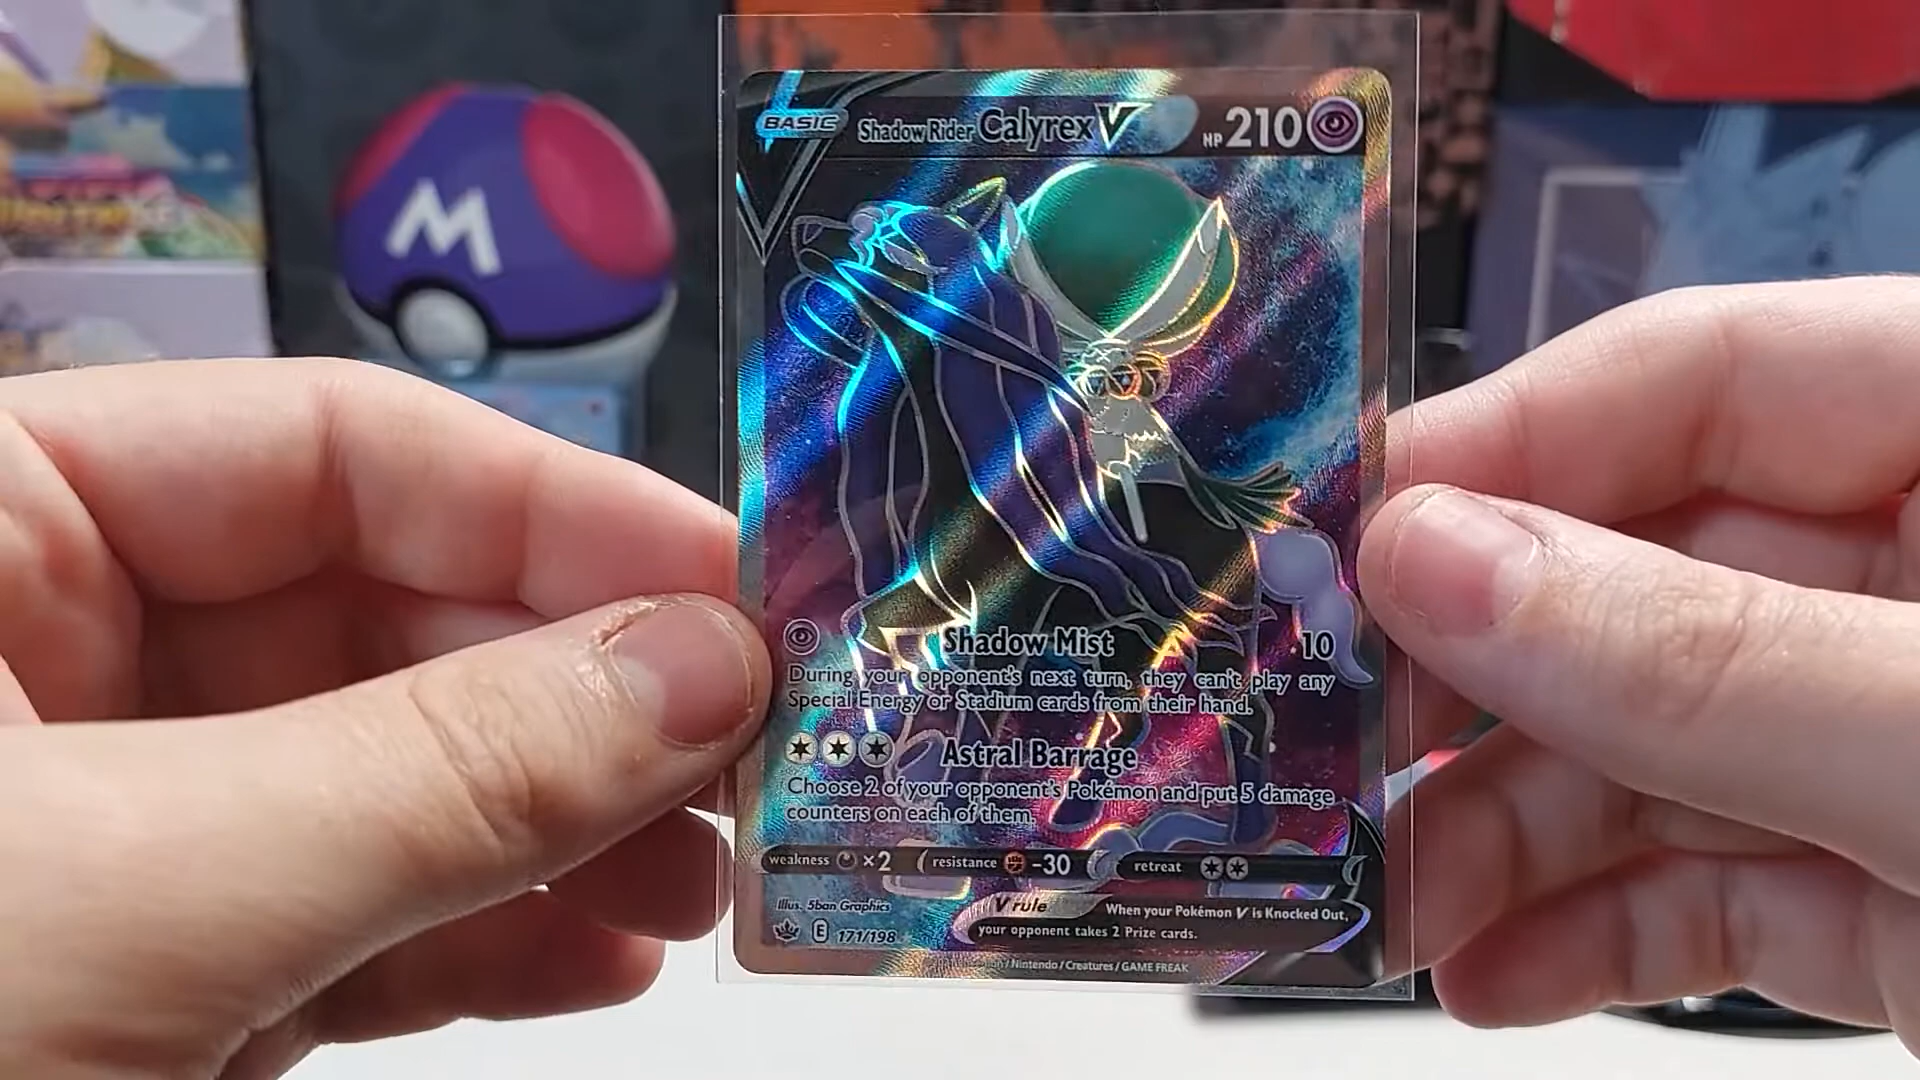 M
BASIC
Shadow Rider Calyrex V HP 210
Shadow Mist 10
During your opponent's next turn, they can't play any
Special Energy or Stadium cards from their hand.
Astral Barrage
Choose 2 of your opponent's Pokémon and put 5 damage
counters on each of them.
weakness ×2 resistance -30 retreat
Illus. 5ban Graphics
V rule When your Pokémon V is Knocked Out,
your opponent takes 2 Prize cards.
E 171/198
/Nintendo/Creatures/GAME FREAK